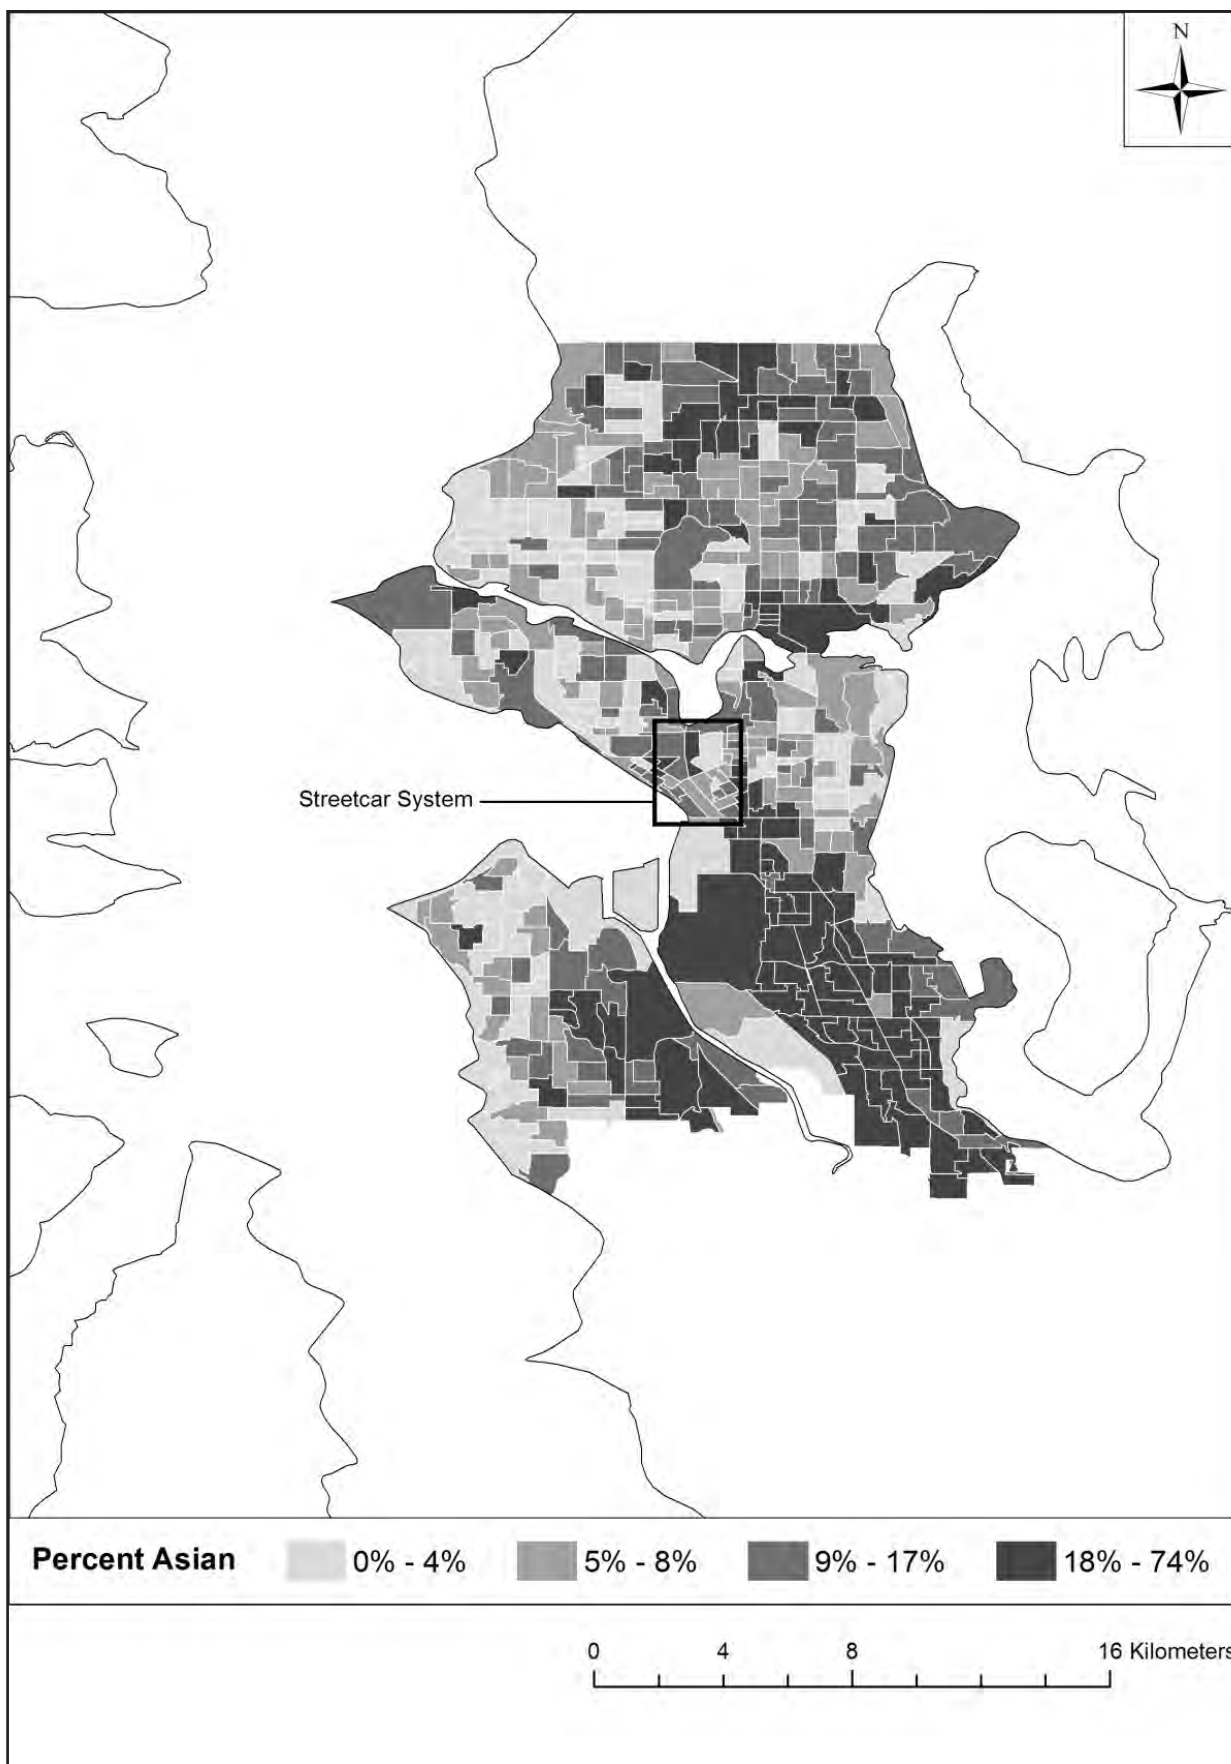 N
Streetcar System
Percent Asian 0% - 4% 5% - 8% 9% - 17% 18% - 74%
0 4 8 16 Kilometers